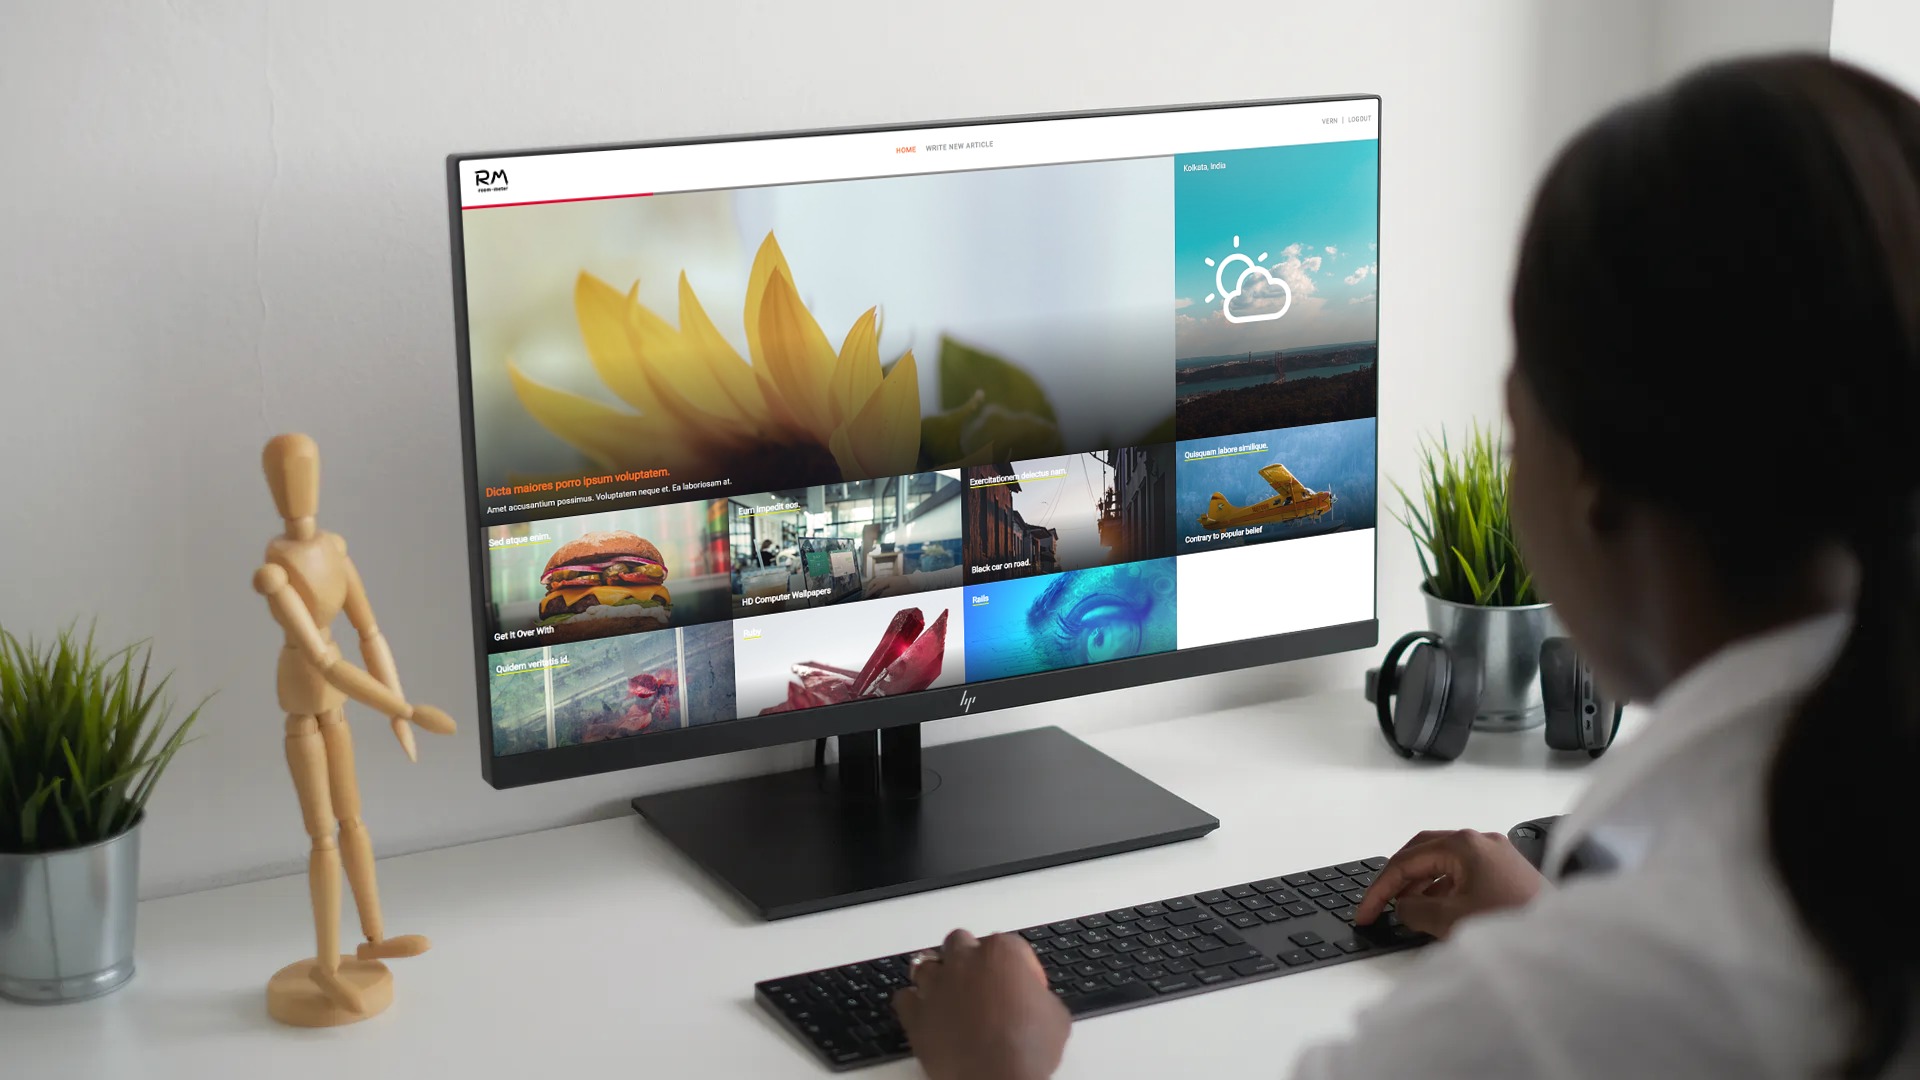 VERN | LOGOUT
HOME WRITE NEW ARTICLE
RM
room-meter
Kolkata, India
Dicta maiores porro ipsum voluptatem.
Amet accusantium possimus. Voluptatem neque et. Ea laboriosam at.
Sed atque enim.
Get It Over With
Eum impedit eos.
HD Computer Wallpapers
Exercitationem delectus nam.
Black car on road.
Quisquam labore similique.
Contrary to popular belief
Quidem veritatis id.
Ruby
Rails
hp